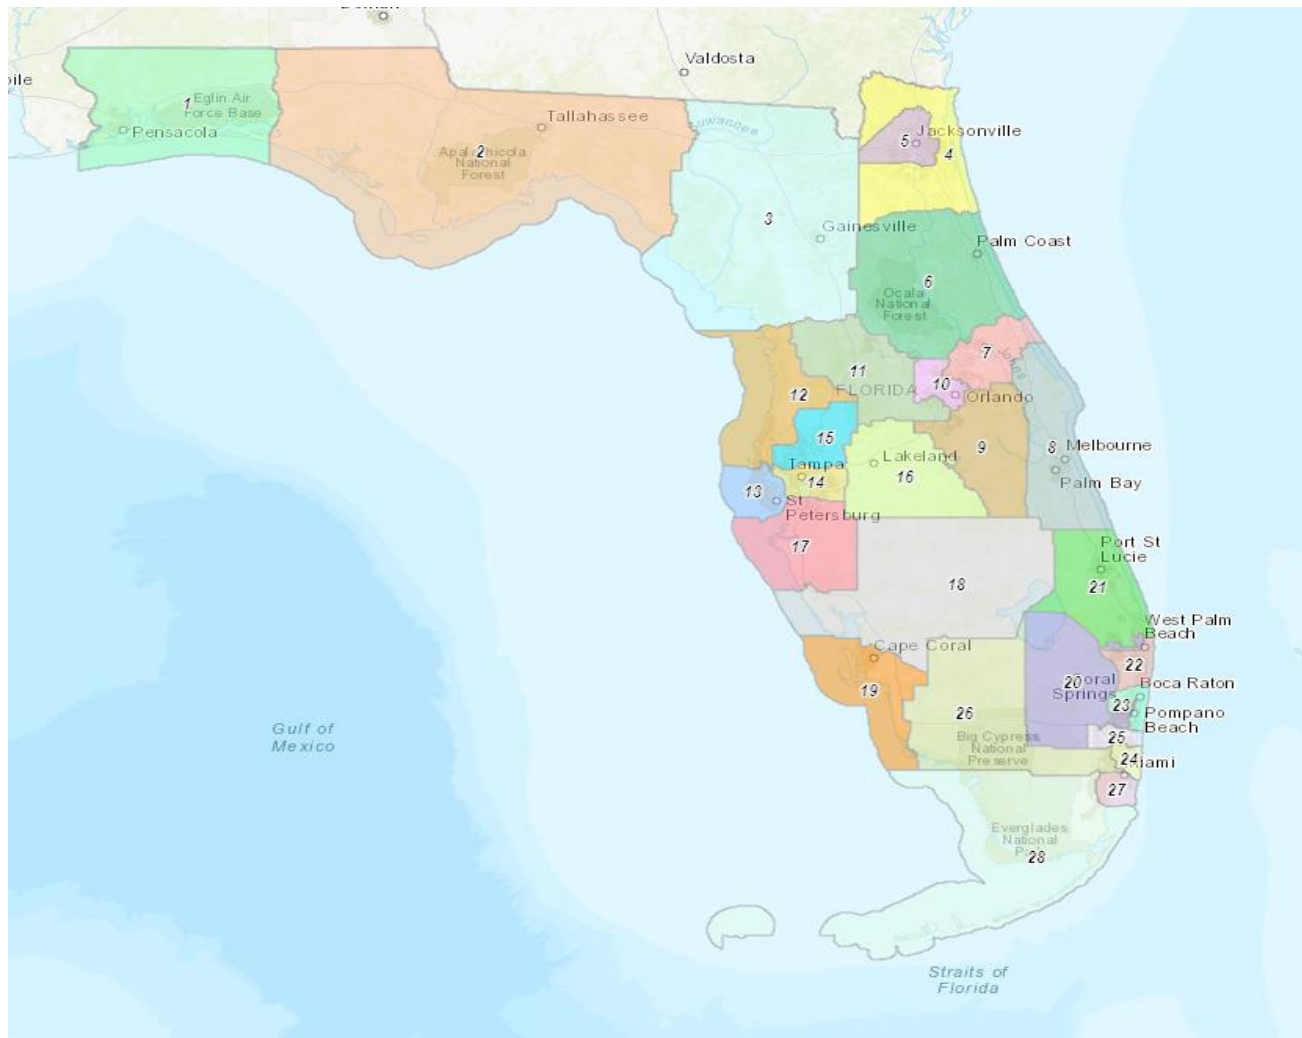 Valdosta
oile
1
Eglin Air
Force Base
Pensacola
Tallahassee
2
Apalachicola
National
Forest
Suwannee
Jacksonville
5
4
3
Gainesville
Palm Coast
6
Ocala
National
Forest
7
11
10
FLORIDA
12
Orlando
15
9
8
Melbourne
Tampa
Lakeland
16
14
Palm Bay
13
St
Petersburg
17
Port St
Lucie
18
21
West Palm
Beach
Cape Coral
22
19
20
Coral
Springs
Boca Raton
23
Pompano
Beach
26
25
Big Cypress
National
Preserve
24
Miami
27
Gulf of
Mexico
Everglades
National
28
Straits of
Florida